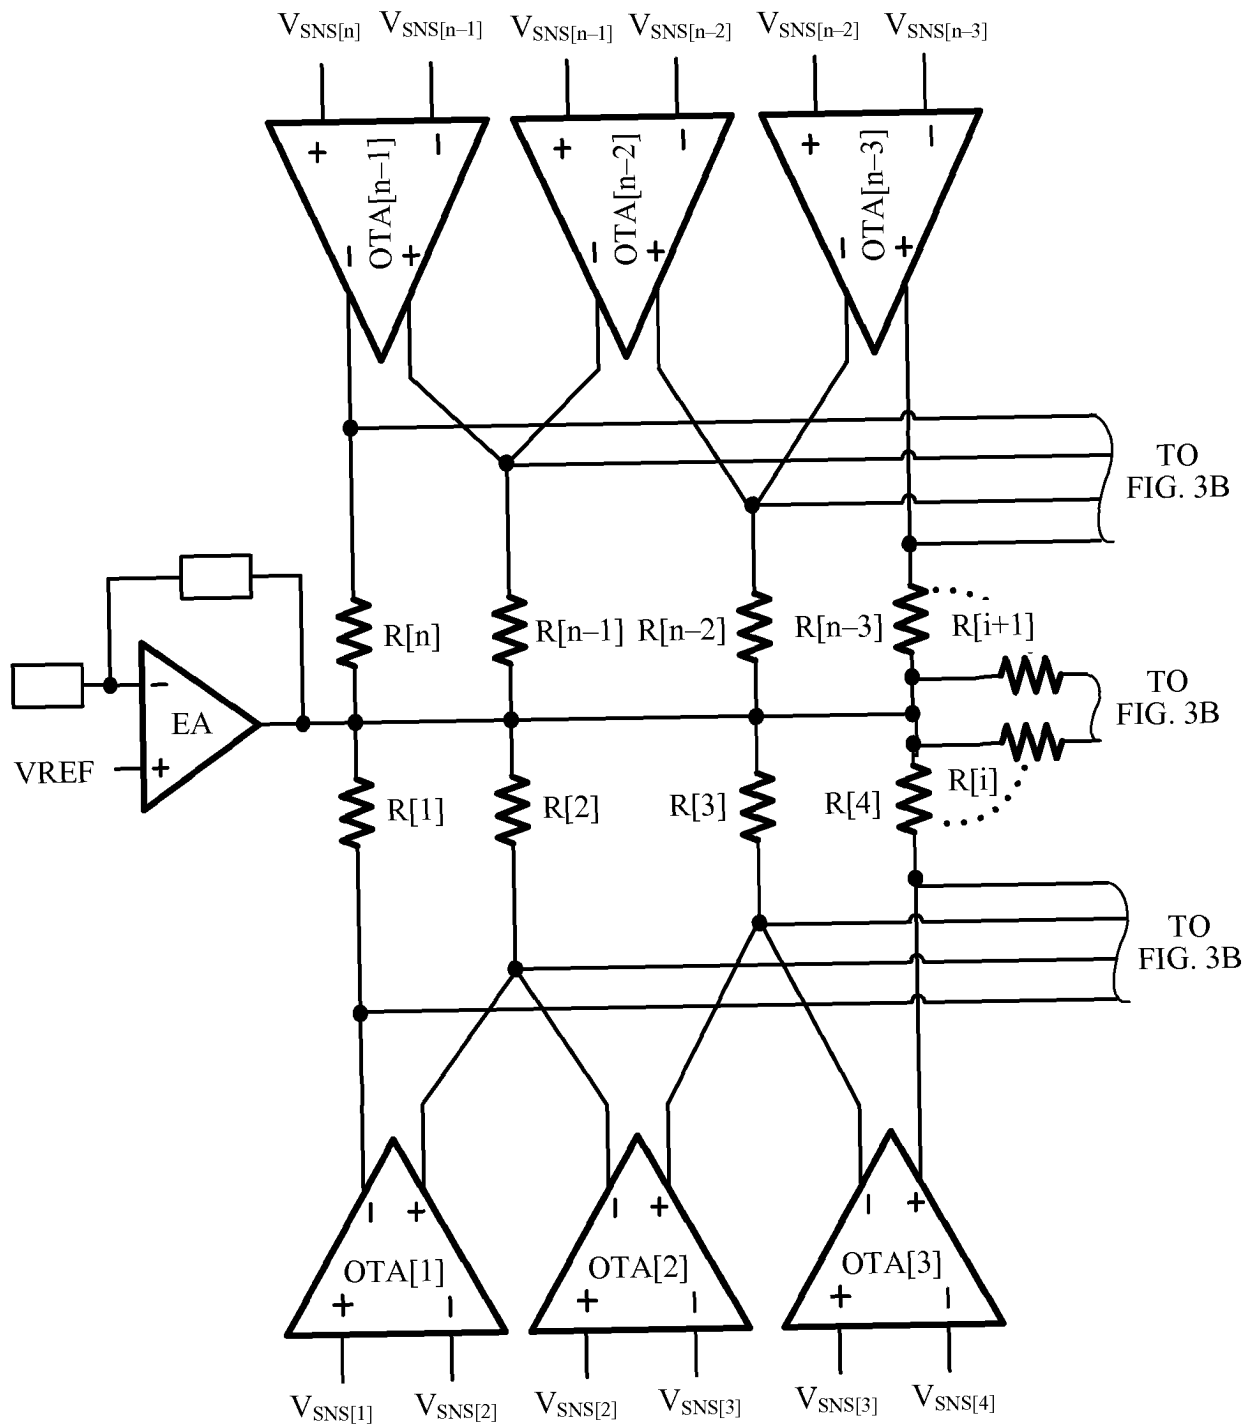 VSNS[n] VSNS[n–1] VSNS[n–1] VSNS[n–2] VSNS[n–2] VSNS[n–3]
+ – + – + –
OTA[n–1] OTA[n–2] OTA[n–3]
– + – + – +
TO
FIG. 3B
R[n] R[n–1] R[n–2] R[n–3] R[i+1]
– EA
VREF +
TO
FIG. 3B
R[1] R[2] R[3] R[4] R[i]
TO
FIG. 3B
– + – + – +
OTA[1] OTA[2] OTA[3]
+ – + – + –
VSNS[1] VSNS[2] VSNS[2] VSNS[3] VSNS[3] VSNS[4]